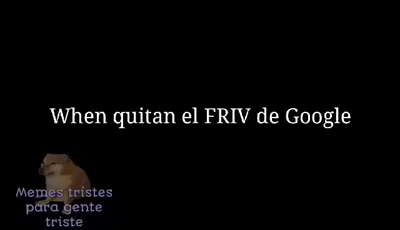 When quitan el FRIV de Google
Memes tristes
para gente
triste